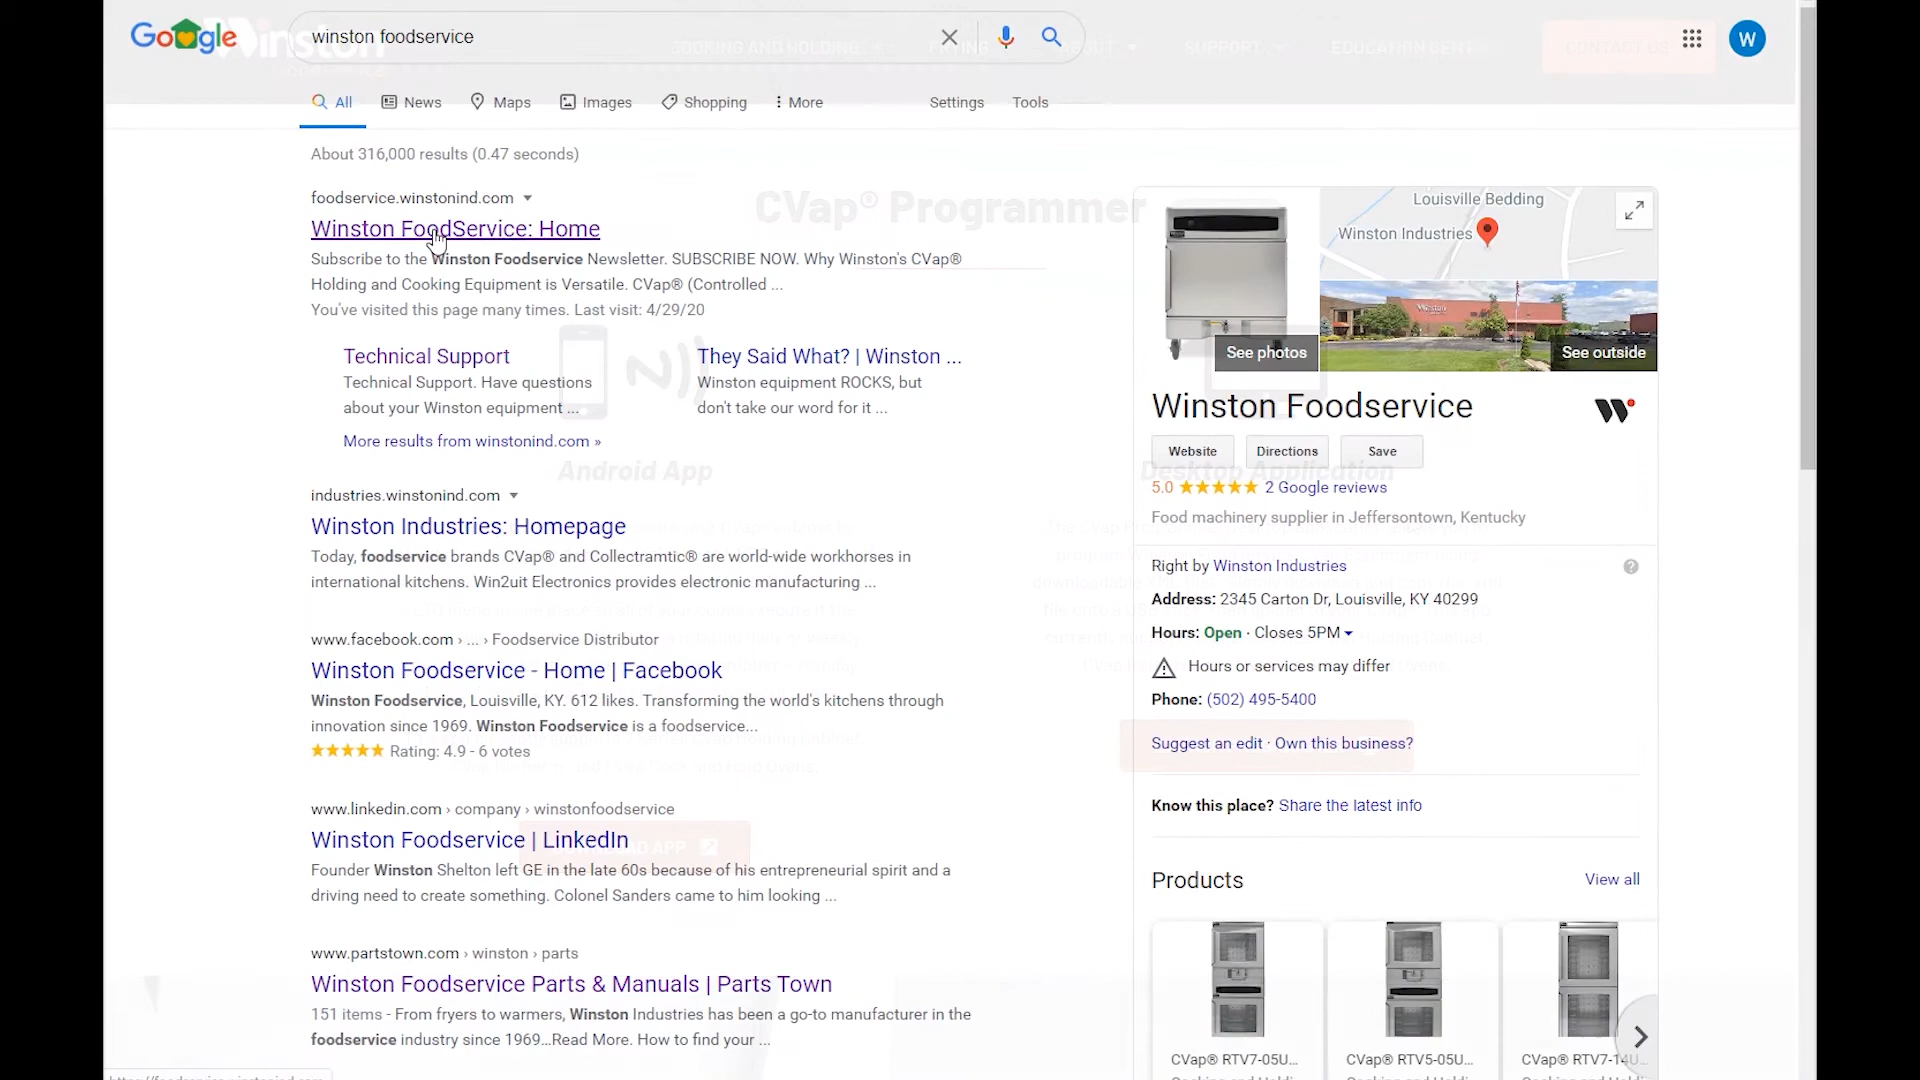 Google
winston foodservice
W
All News Maps Images Shopping More Settings Tools
About 316,000 results (0.47 seconds)
foodservice.winstonind.com
Winston FoodService: Home
Subscribe to the Winston Foodservice Newsletter. SUBSCRIBE NOW. Why Winston's CVap®
Holding and Cooking Equipment is Versatile. CVap® (Controlled ...
You've visited this page many times. Last visit: 4/29/20
Technical Support
Technical Support. Have questions
about your Winston equipment ...
They Said What? | Winston ...
Winston equipment ROCKS, but
don't take our word for it ...
More results from winstonind.com »
industries.winstonind.com
Winston Industries: Homepage
Today, foodservice brands CVap® and Collectramtic® are world-wide workhorses in
international kitchens. Win2uit Electronics provides electronic manufacturing ...
www.facebook.com › ... › Foodservice Distributor
Winston Foodservice - Home | Facebook
Winston Foodservice, Louisville, KY. 612 likes. Transforming the world's kitchens through
innovation since 1969. Winston Foodservice is a foodservice...
Rating: 4.9 - 6 votes
www.linkedin.com › company › winstonfoodservice
Winston Foodservice | LinkedIn
Founder Winston Shelton left GE in the late 60s because of his entrepreneurial spirit and a
driving need to create something. Colonel Sanders came to him looking ...
www.partstown.com › winston › parts
Winston Foodservice Parts & Manuals | Parts Town
151 items - From fryers to warmers, Winston Industries has been a go-to manufacturer in the
foodservice industry since 1969...Read More. How to find your ...
Louisville Bedding
Winston Industries
See photos
See outside
Winston Foodservice
Website Directions Save
5.0 2 Google reviews
Food machinery supplier in Jeffersontown, Kentucky
Right by Winston Industries
Address: 2345 Carton Dr, Louisville, KY 40299
Hours: Open · Closes 5PM
Hours or services may differ
Phone: (502) 495-5400
Suggest an edit · Own this business?
Know this place? Share the latest info
Products View all
CVap® RTV7-05U... CVap® RTV5-05U... CVap® RTV7-14U...
Winston
COOKING AND HOLDING
SUPPORT
EDUCATION CENT
CONTACT US
CVap® Programmer
Android App
Desktop Application